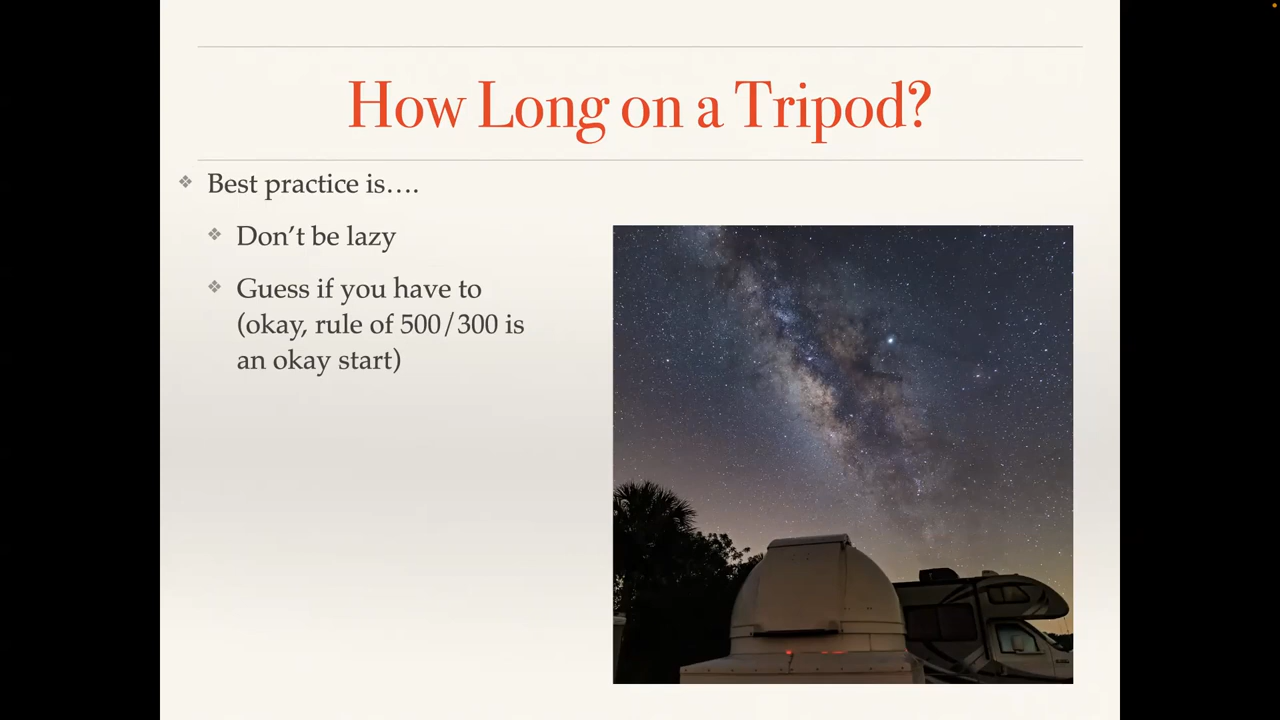 How Long on a Tripod?
Best practice is….
Don’t be lazy
Guess if you have to
(okay, rule of 500/300 is
an okay start)